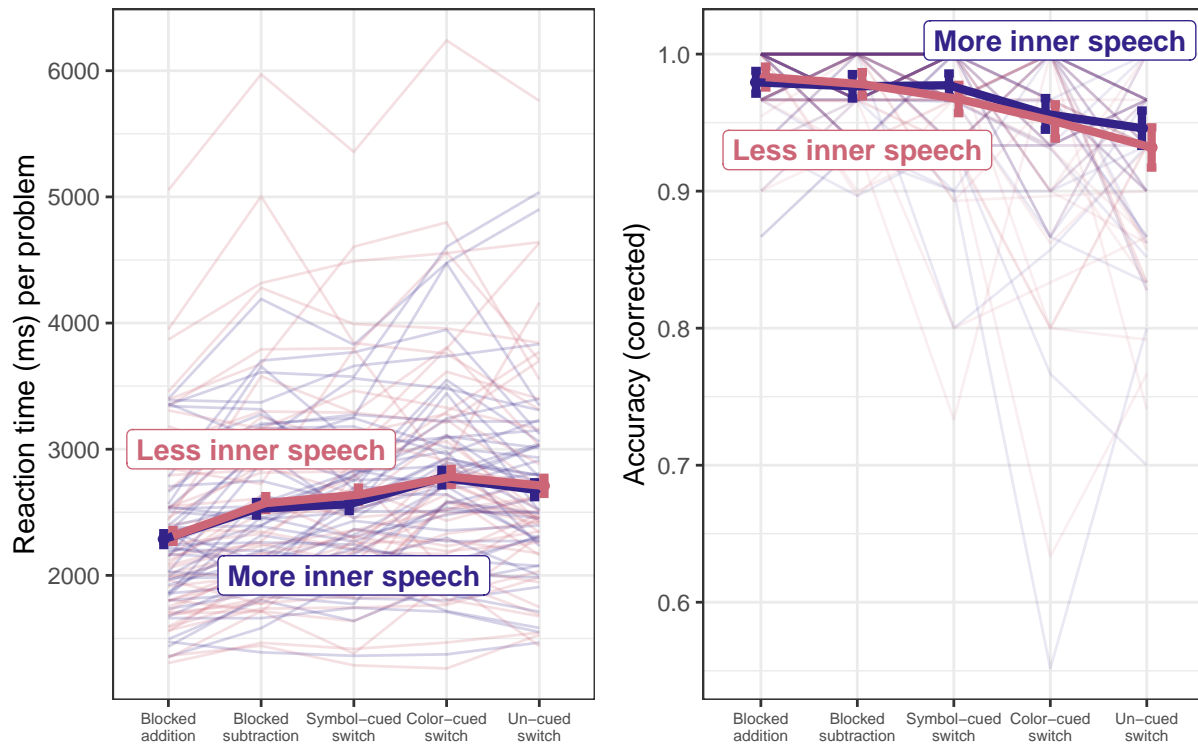 Reaction time (ms) per problem
6000
5000
4000
3000
2000
Less inner speech
More inner speech
Blocked addition
Blocked subtraction
Symbol–cued switch
Color–cued switch
Un–cued switch
Accuracy (corrected)
1.0
0.9
0.8
0.7
0.6
More inner speech
Less inner speech
Blocked addition
Blocked subtraction
Symbol–cued switch
Color–cued switch
Un–cued switch